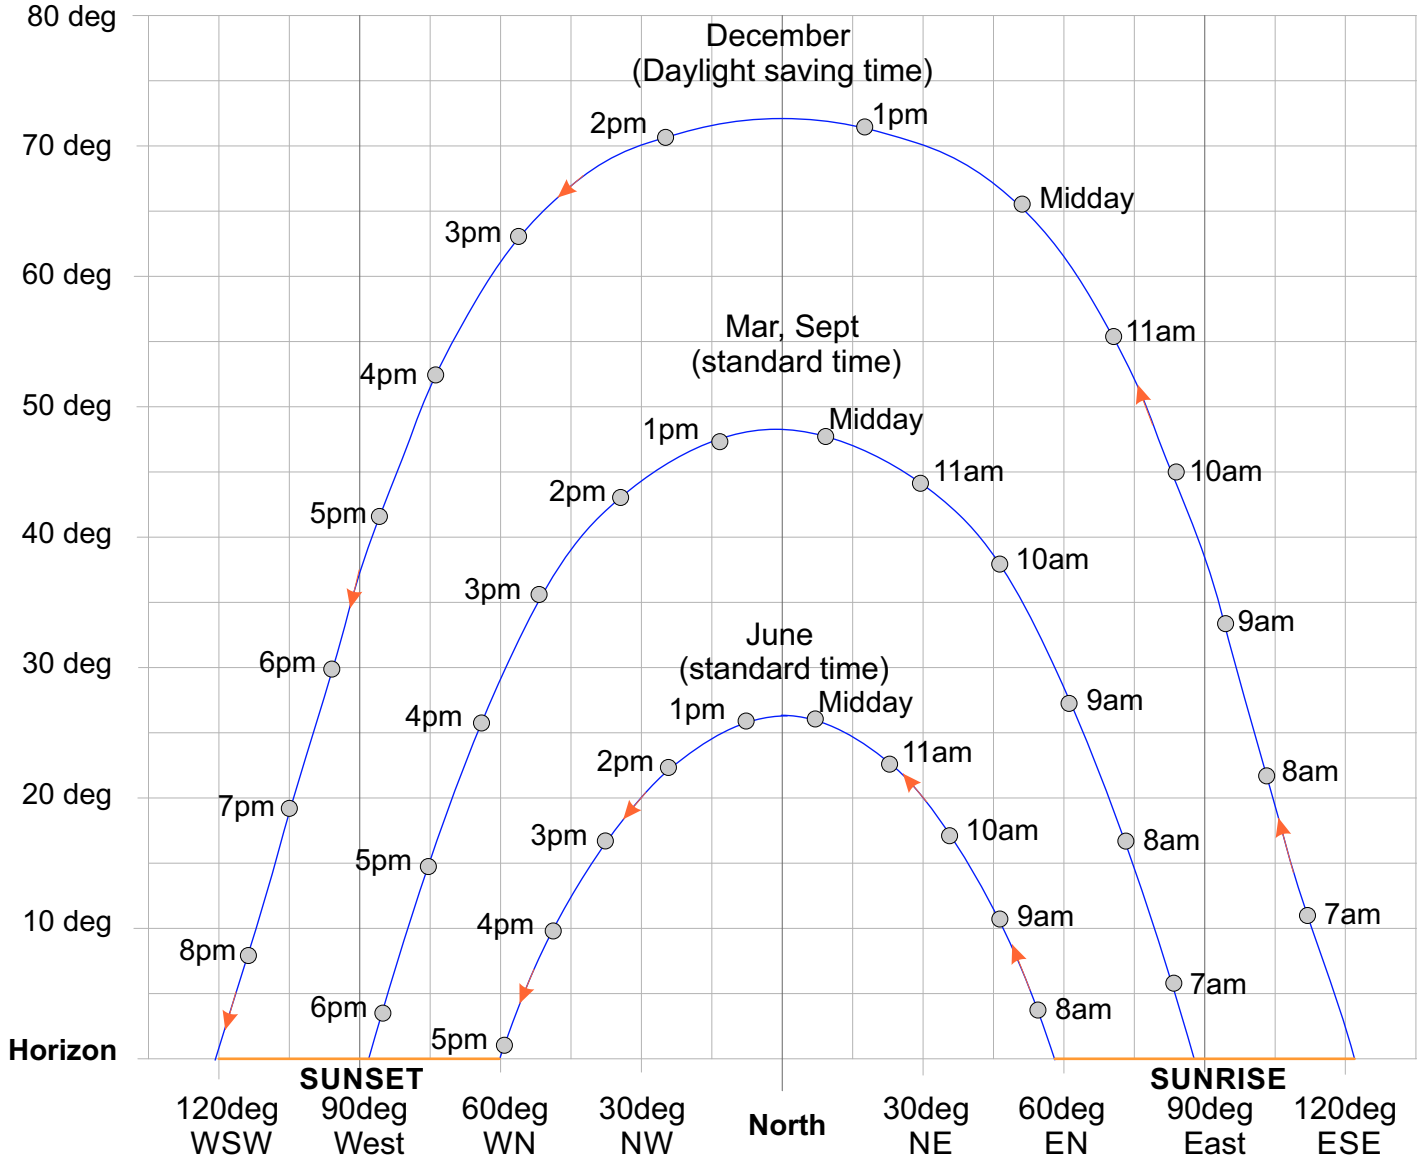 80 deg
December
(Daylight saving time)
2pm
1pm
70 deg
Midday
3pm
60 deg
Mar, Sept
(standard time)
11am
4pm
50 deg
Midday
1pm
11am
10am
2pm
5pm
40 deg
10am
3pm
9am
June
(standard time)
30 deg
6pm
9am
Midday
1pm
4pm
11am
2pm
8am
20 deg
7pm
10am
3pm
8am
5pm
9am
7am
10 deg
4pm
8pm
7am
6pm
8am
5pm
Horizon
SUNSET
SUNRISE
120deg
WSW
90deg
West
60deg
WN
30deg
NW
North
30deg
NE
60deg
EN
90deg
East
120deg
ESE